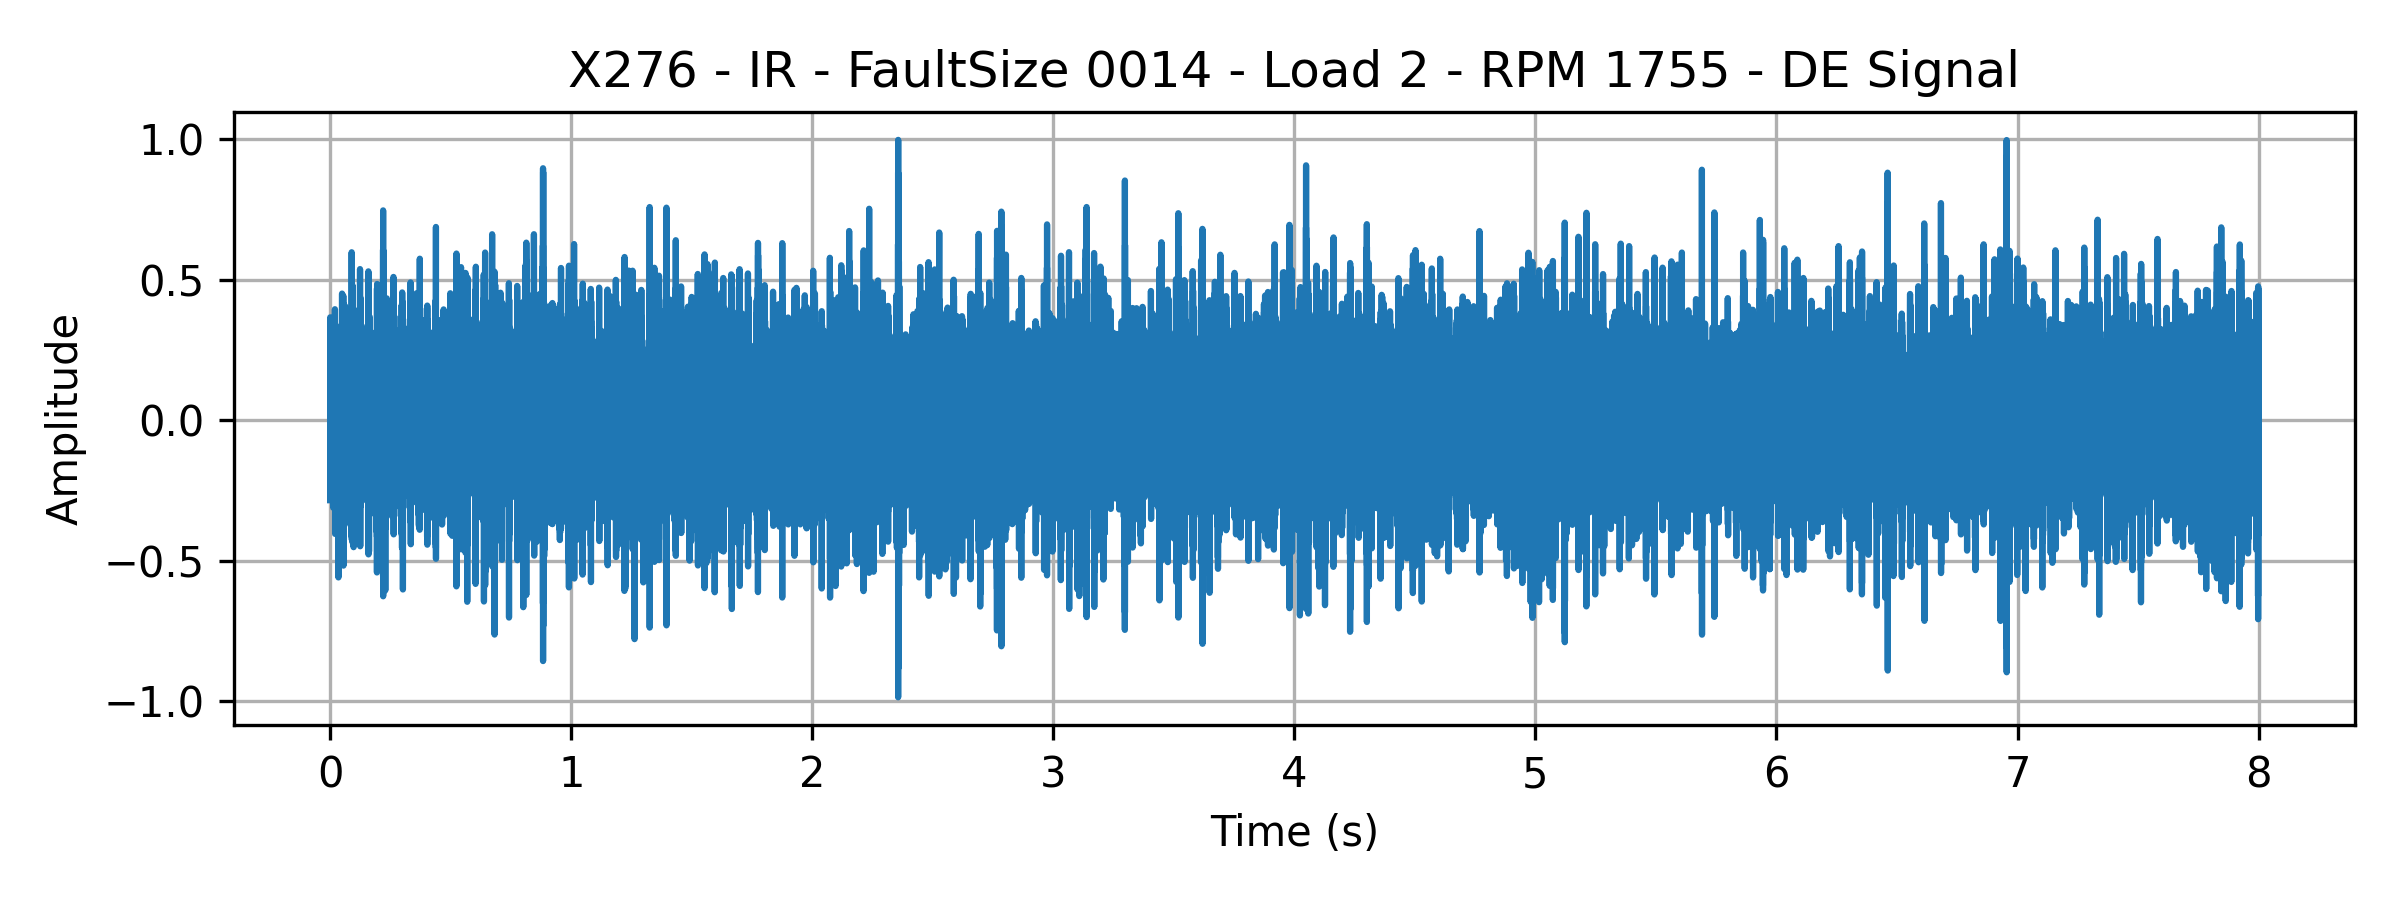 X276 - IR - FaultSize 0014 - Load 2 - RPM 1755 - DE Signal
1.0
0.5
0.0
−0.5
−1.0
Amplitude
0 1 2 3 4 5 6 7 8
Time (s)